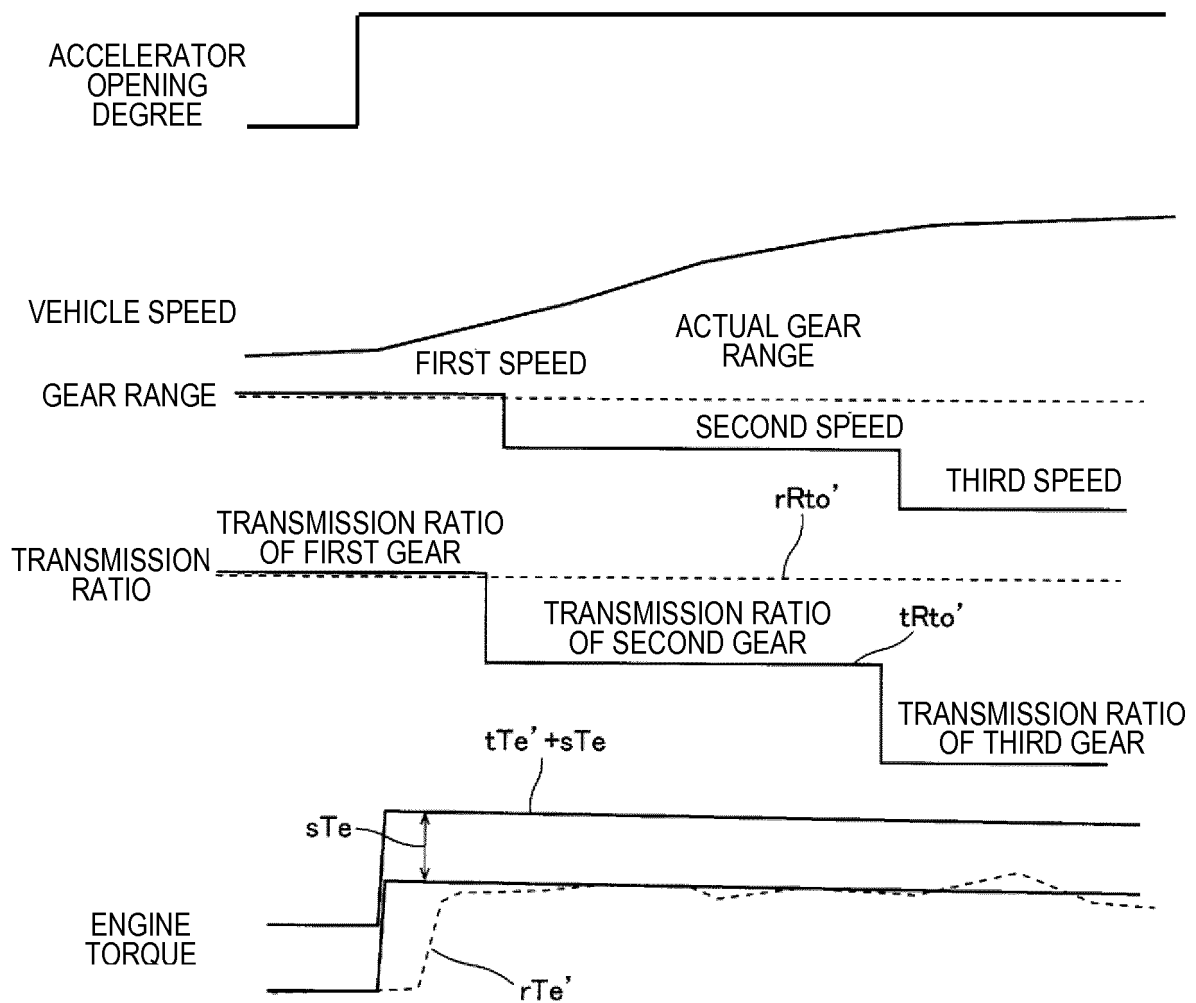 ACCELERATOR
OPENING
DEGREE
VEHICLE SPEED
ACTUAL GEAR
RANGE
FIRST SPEED
GEAR RANGE
SECOND SPEED
THIRD SPEED
rRto'
TRANSMISSION RATIO
OF FIRST GEAR
TRANSMISSION
RATIO
TRANSMISSION RATIO
OF SECOND GEAR
tRto'
TRANSMISSION RATIO
OF THIRD GEAR
tTe'+sTe
sTe
ENGINE
TORQUE
rTe'